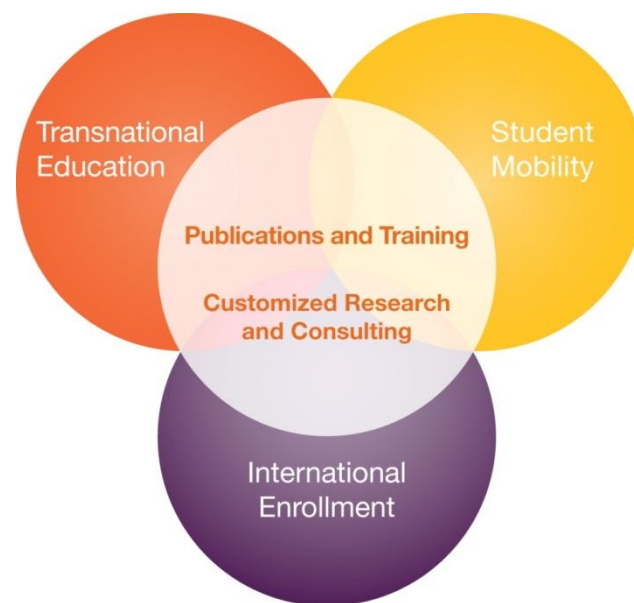 Transnational
Education
Student
Mobility
Publications and Training
Customized Research
and Consulting
International
Enrollment